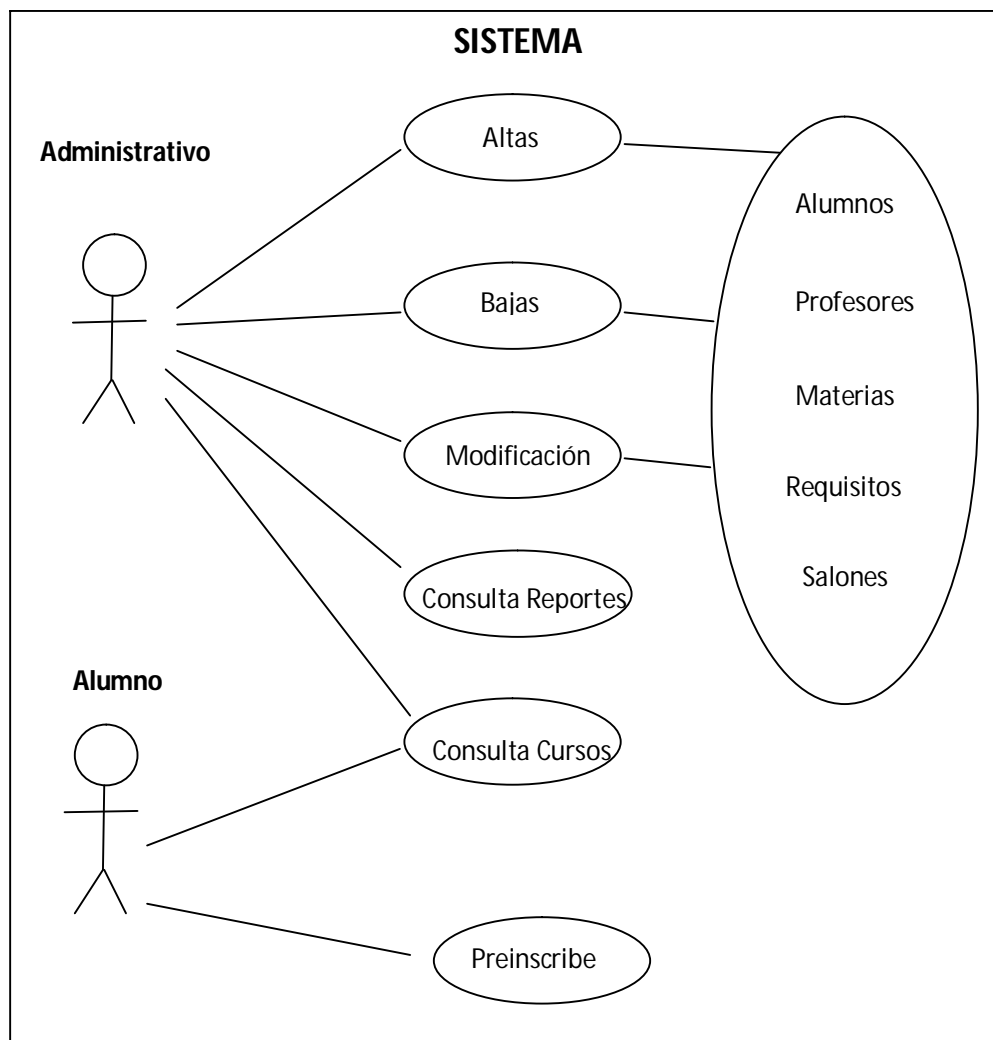 SISTEMA
Administrativo
Altas
Alumnos
Bajas
Profesores
Materias
Modificación
Requisitos
Salones
Consulta Reportes
Alumno
Consulta Cursos
Preinscribe